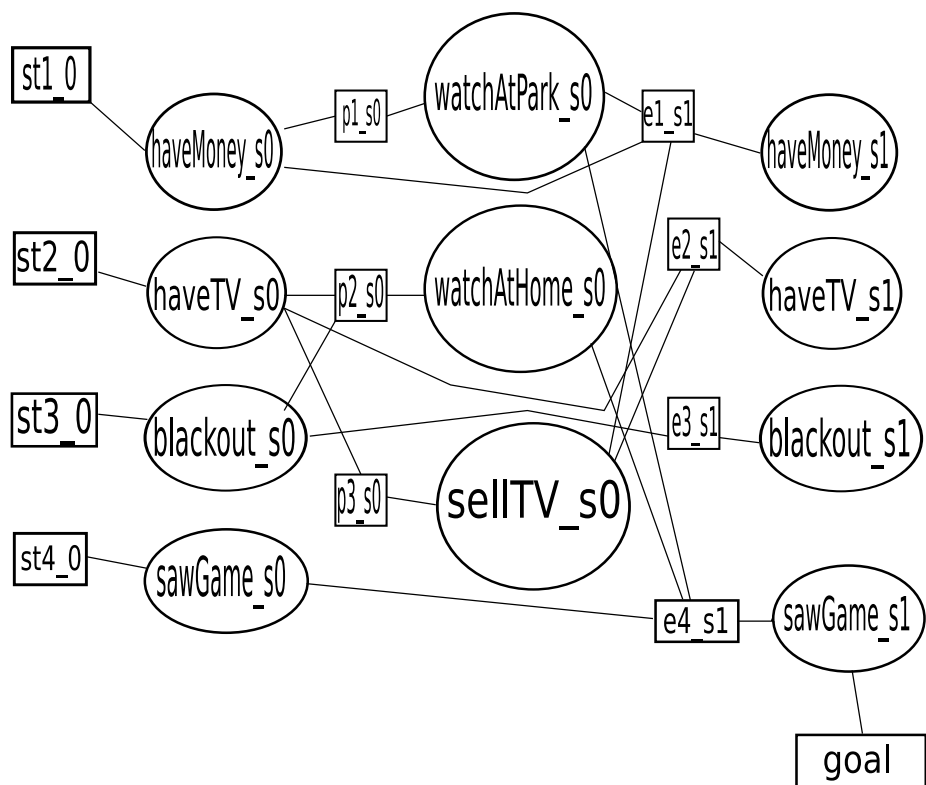 st1_0
haveMoney_s0
p1_s0
watchAtPark_s0
e1_s1
haveMoney_s1
st2_0
haveTV_s0
p2_s0
watchAtHome_s0
e2_s1
haveTV_s1
st3_0
blackout_s0
p3_s0
sellTV_s0
e3_s1
blackout_s1
st4_0
sawGame_s0
e4_s1
sawGame_s1
goal